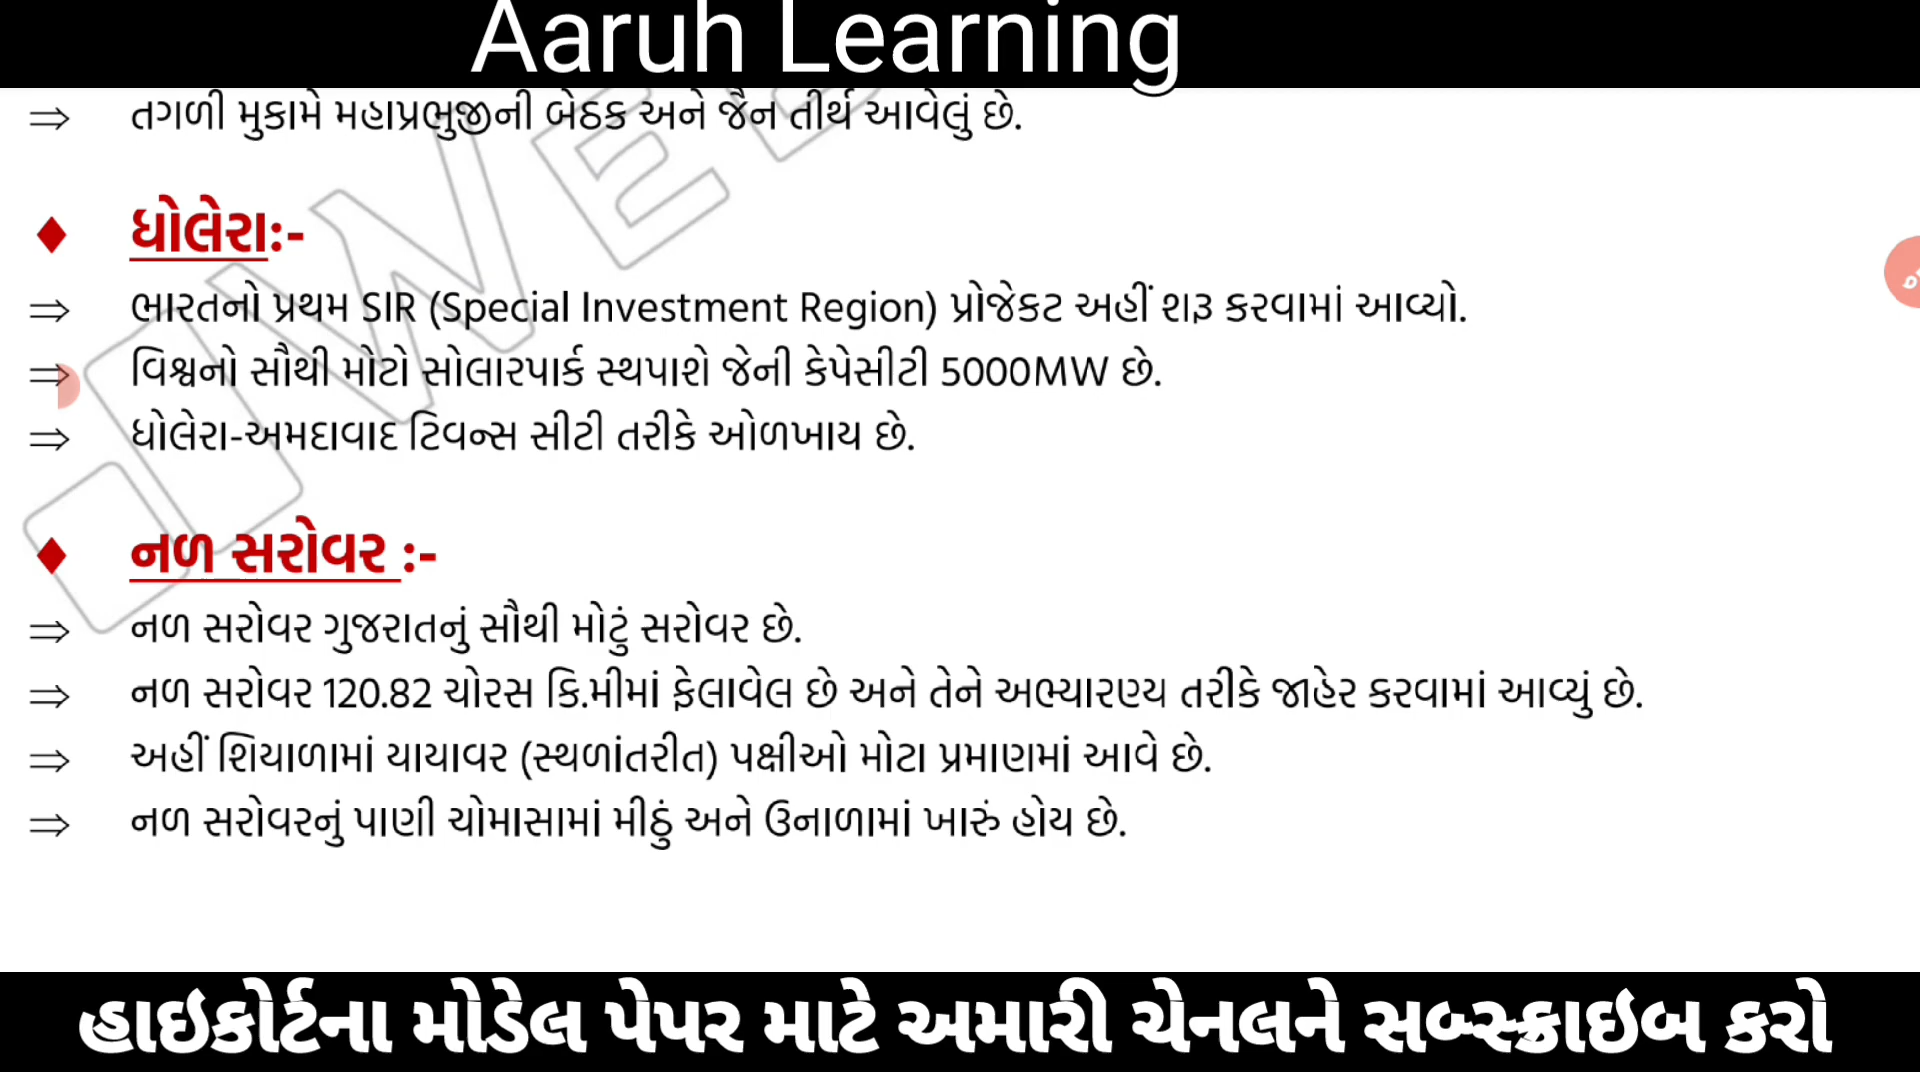 Aaruh Learning
⇒ તગળી મુકામે મહાપ્રભુજીની બેઠક અને જૈન તીર્થ આવેલું છે.
♦ ધોલેરાઃ-
⇒ ભારતનો પ્રથમ SIR (Special Investment Region) પ્રોજેકટ અહીં શરૂ કરવામાં આવ્યો.
⇒ વિશ્વનો સૌથી મોટો સોલારપાર્ક સ્થપાશે જેની કેપેસીટી 5000MW છે.
⇒ ધોલેરા-અમદાવાદ ટિવન્સ સીટી તરીકે ઓળખાય છે.
♦ નળ સરોવર :-
⇒ નળ સરોવર ગુજરાતનું સૌથી મોટું સરોવર છે.
⇒ નળ સરોવર 120.82 ચોરસ કિ.મીમાં ફેલાવેલ છે અને તેને અભ્યારણ્ય તરીકે જાહેર કરવામાં આવ્યું છે.
⇒ અહીં શિયાળામાં યાયાવર (સ્થળાંતરીત) પક્ષીઓ મોટા પ્રમાણમાં આવે છે.
⇒ નળ સરોવરનું પાણી ચોમાસામાં મીઠું અને ઉનાળામાં ખારું હોય છે.
હાઇકોર્ટના મોડેલ પેપર માટે અમારી ચેનલને સબ્સ્ક્રાઇબ કરો